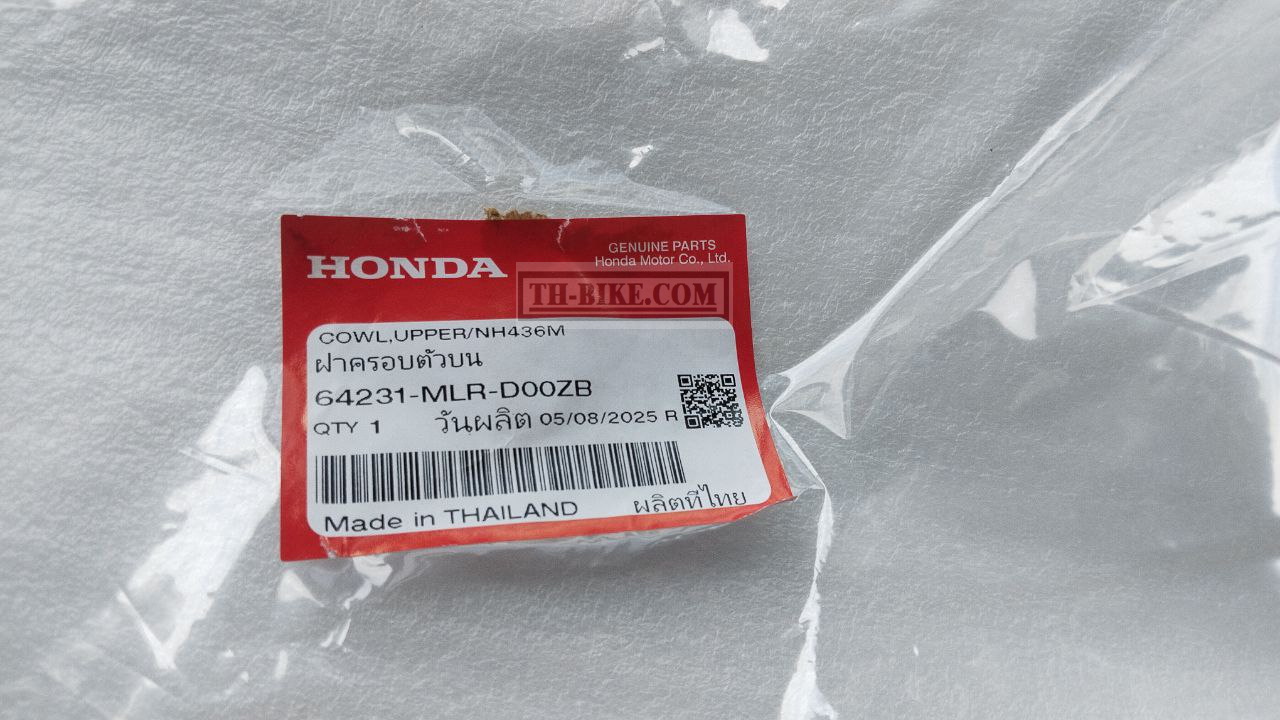 HONDA
GENUINE PARTS
Honda Motor Co., Ltd.
TH-BIKE.COM
COWL,UPPER/NH436M
ฝาครอบตัวบน
64231-MLR-D00ZB
QTY 1 วันผลิต 05/08/2025 R
Made in THAILAND ผลิตที่ไทย